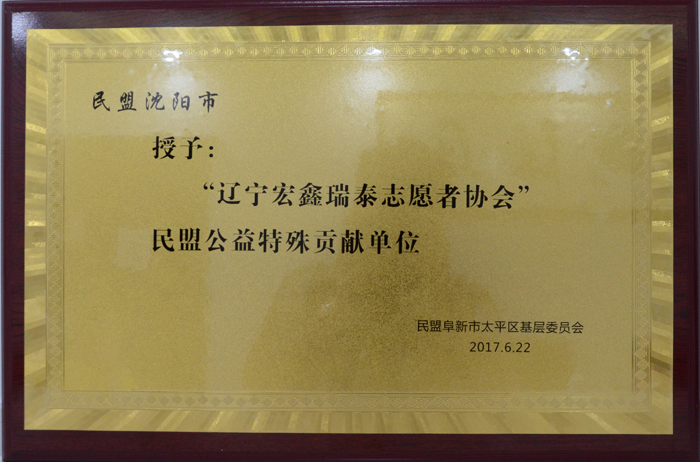 民盟沈阳市
授予：
“辽宁宏鑫瑞泰志愿者协会”
民盟公益特殊贡献单位
民盟阜新市太平区基层委员会
2017.6.22